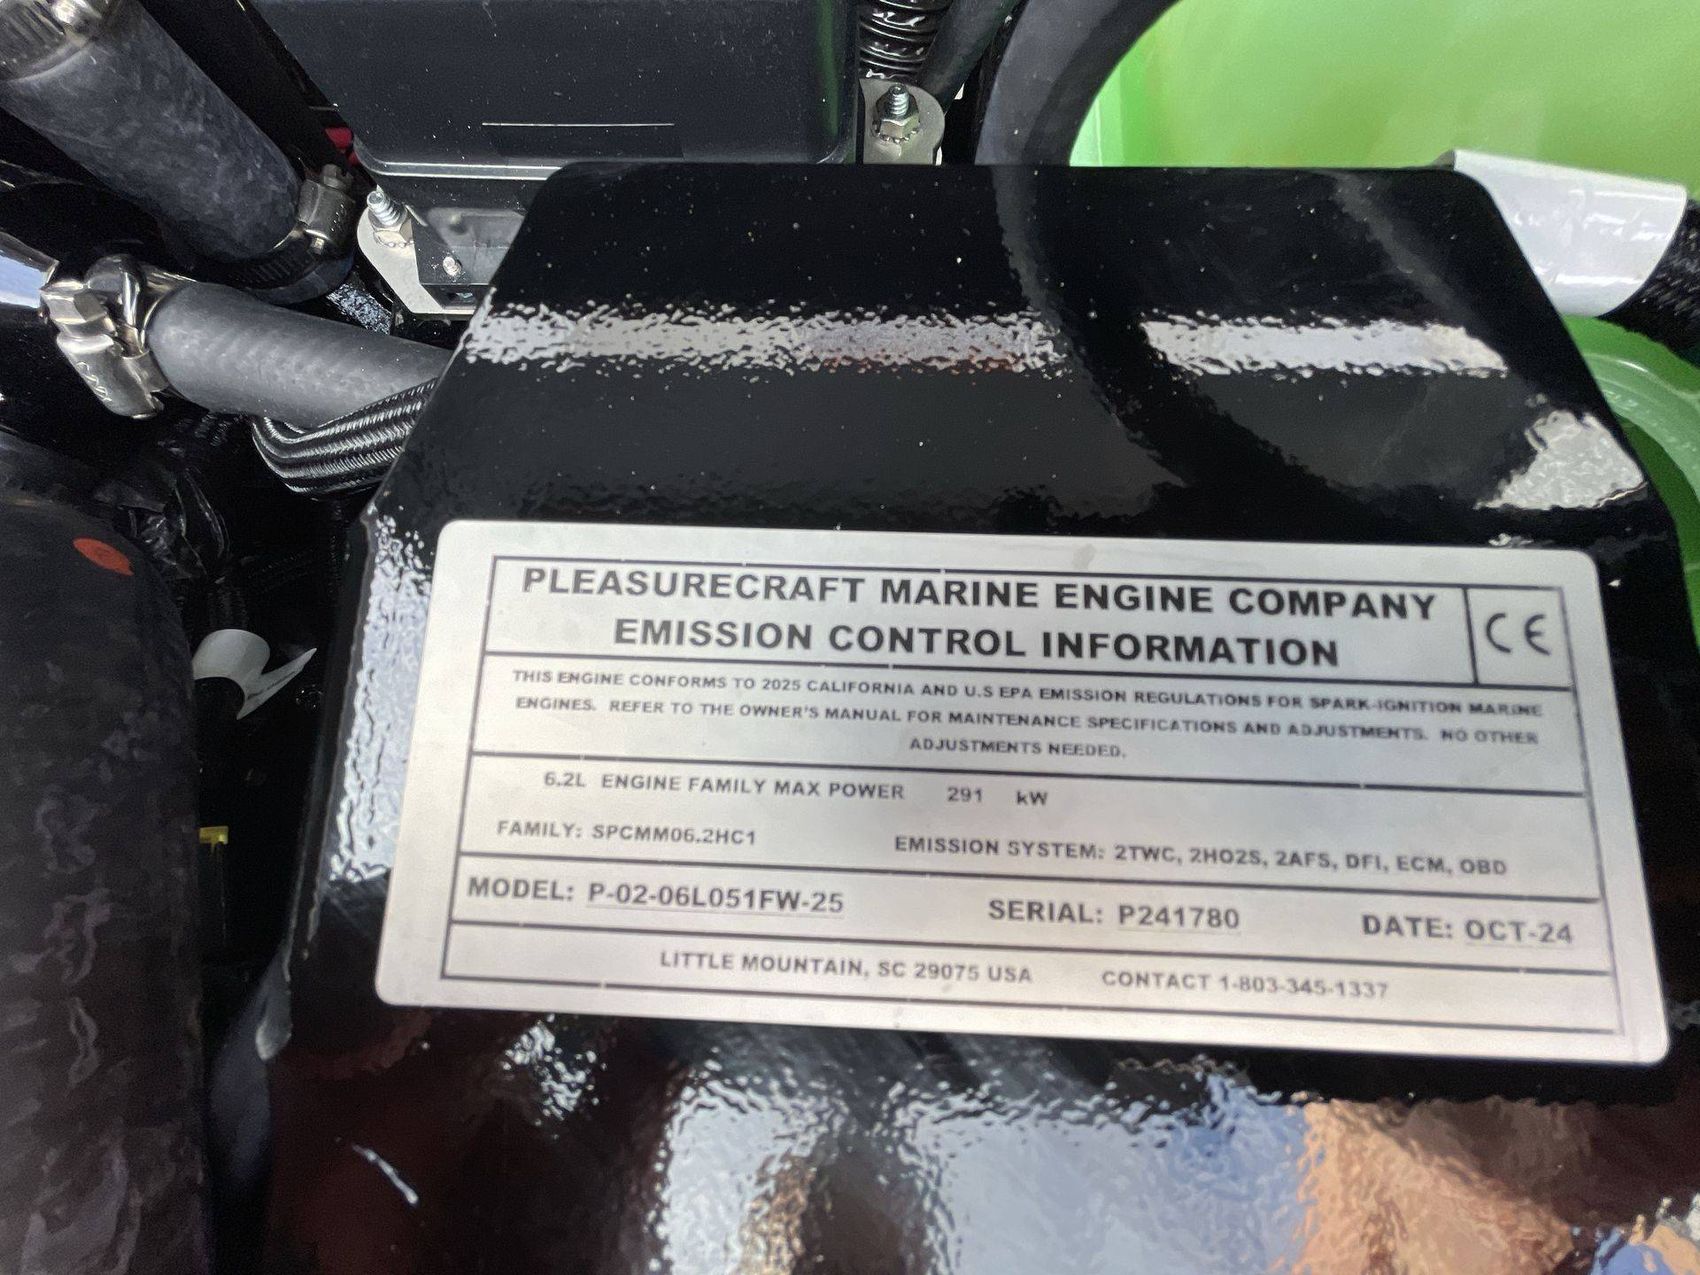 PLEASURECRAFT MARINE ENGINE COMPANY
EMISSION CONTROL INFORMATION
CE
THIS ENGINE CONFORMS TO 2025 CALIFORNIA AND U.S EPA EMISSION REGULATIONS FOR SPARK-IGNITION MARINE
ENGINES. REFER TO THE OWNER'S MANUAL FOR MAINTENANCE SPECIFICATIONS AND ADJUSTMENTS. NO OTHER
ADJUSTMENTS NEEDED.
6.2L ENGINE FAMILY MAX POWER 291 kW
FAMILY: SPCMM06.2HC1 EMISSION SYSTEM: 2TWC, 2HO2S, 2AFS, DFI, ECM, OBD
MODEL: P-02-06L051FW-25 SERIAL: P241780 DATE: OCT-24
LITTLE MOUNTAIN, SC 29075 USA CONTACT 1-803-345-1337